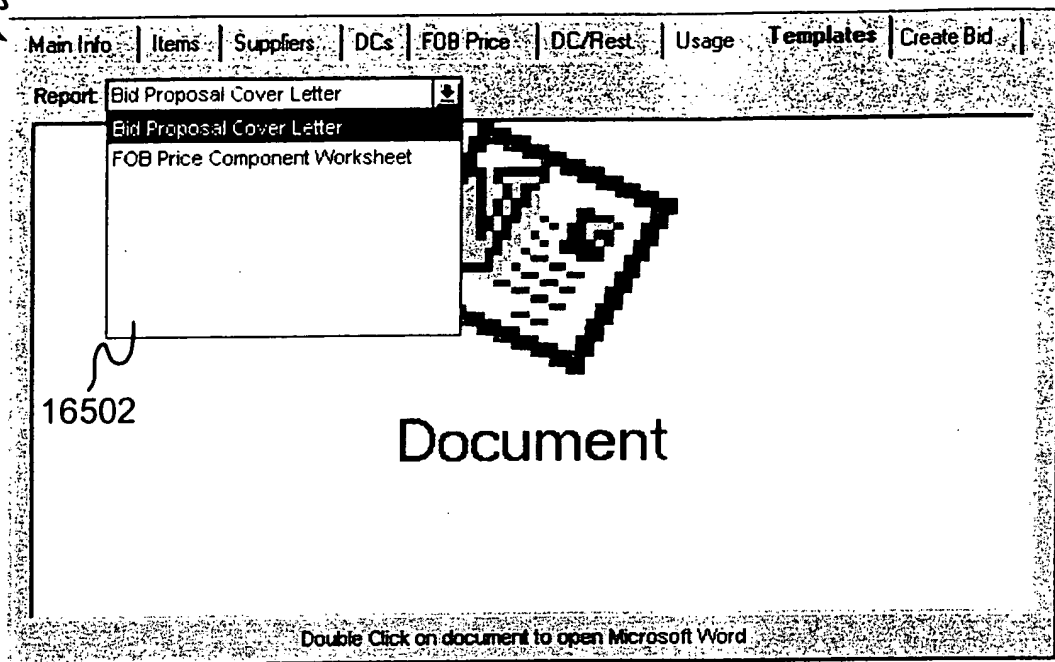 Main Info Items Suppliers DCs FOB Price DC/Rest. Usage Templates Create Bid
Report: Bid Proposal Cover Letter
Bid Proposal Cover Letter
FOB Price Component Worksheet
16502
Document
Double Click on document to open Microsoft Word